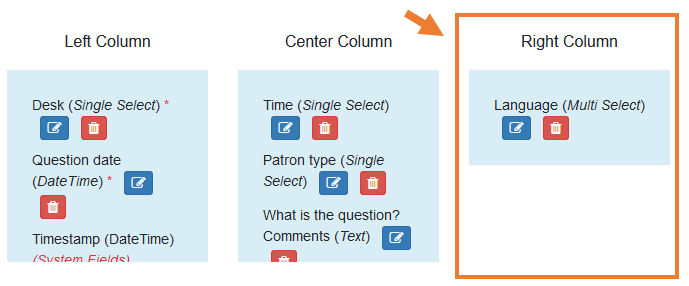 Left Column
Desk (Single Select) *
Question date
(DateTime) *
Timestamp (DateTime)
(System Fields)
Center Column
Time (Single Select)
Patron type (Single
Select)
What is the question?
Comments (Text)
Right Column
Language (Multi Select)